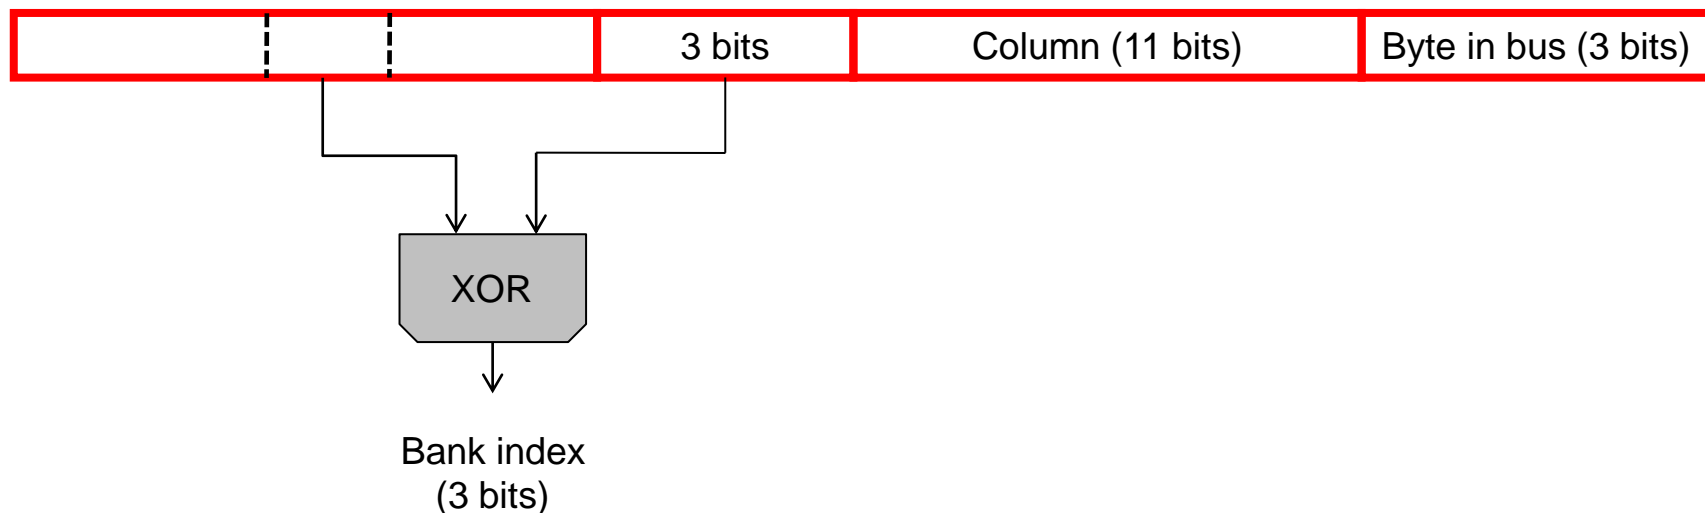 3 bits
Column (11 bits)
Byte in bus (3 bits)
XOR
Bank index
(3 bits)